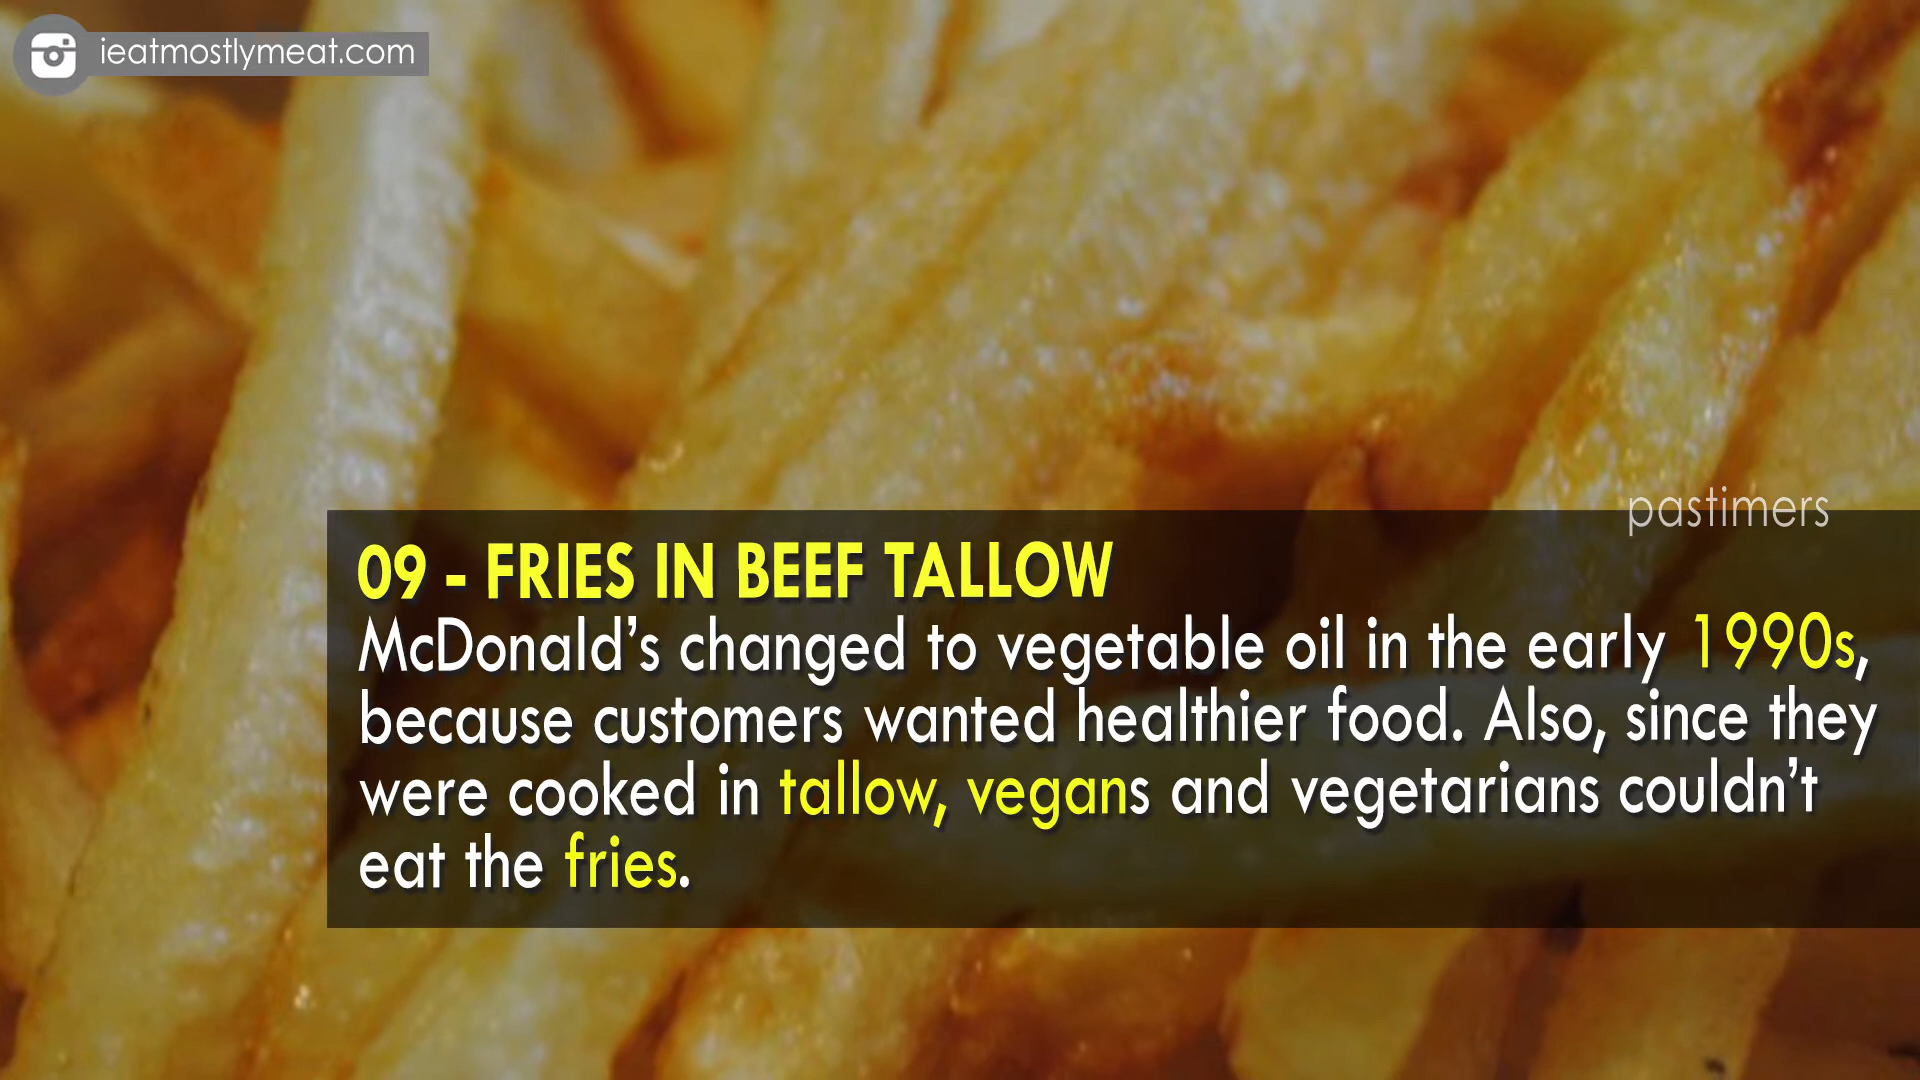 ieatmostlymeat.com
pastimers
09 - FRIES IN BEEF TALLOW
McDonald’s changed to vegetable oil in the early 1990s,
because customers wanted healthier food. Also, since they
were cooked in tallow, vegans and vegetarians couldn’t
eat the fries.